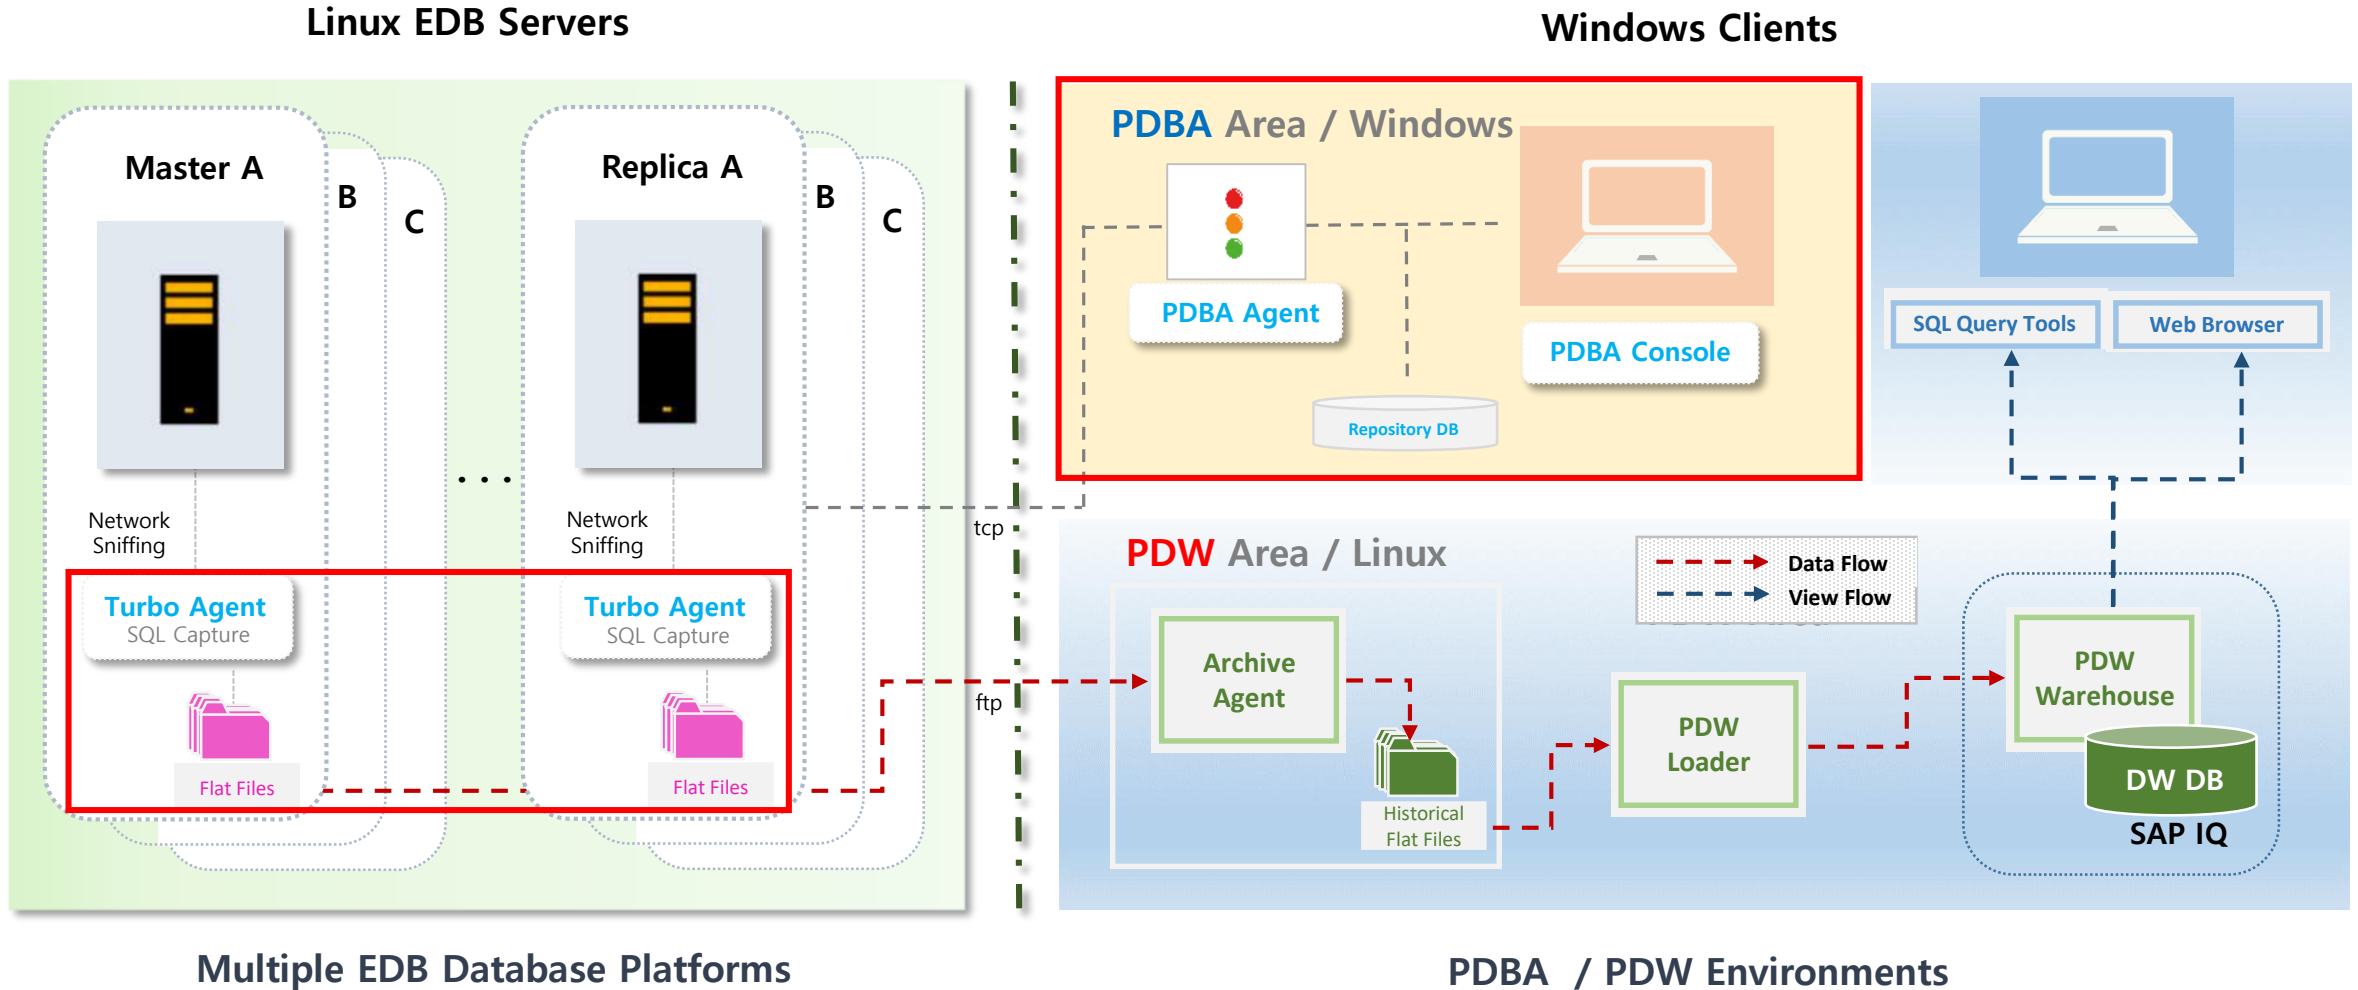 Linux EDB Servers
Windows Clients
Master A
B
C
Replica A
B
C
. . .
Network
Sniffing
Network
Sniffing
Turbo Agent
SQL Capture
Turbo Agent
SQL Capture
Flat Files
Flat Files
tcp
ftp
PDBA Area / Windows
PDBA Agent
PDBA Console
Repository DB
SQL Query Tools
Web Browser
PDW Area / Linux
Data Flow
View Flow
Archive
Agent
Historical
Flat Files
PDW
Loader
PDW
Warehouse
DW DB
SAP IQ
Multiple EDB Database Platforms
PDBA / PDW Environments